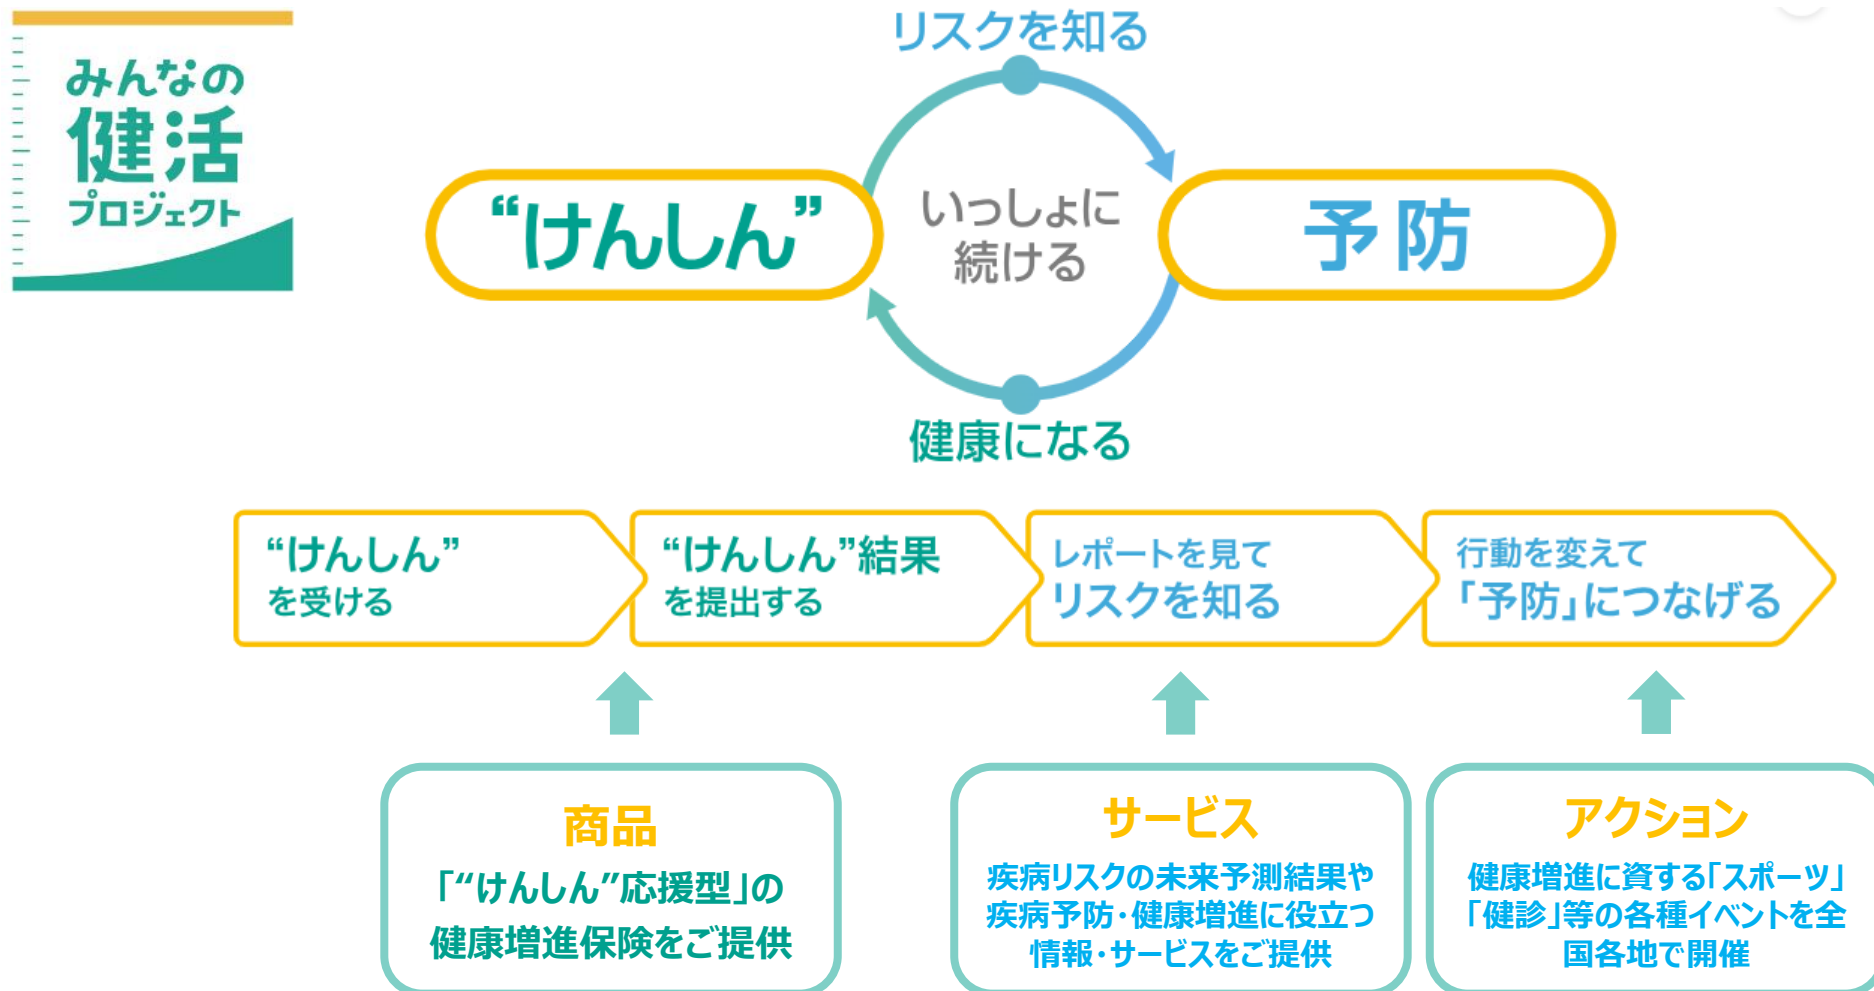 みんなの
健活
プロジェクト
リスクを知る
“けんしん”
いっしょに
続ける
予防
健康になる
“けんしん”
を受ける
“けんしん”結果
を提出する
レポートを見て
リスクを知る
行動を変えて
「予防」につなげる
商品
「“けんしん”応援型」の
健康増進保険をご提供
サービス
疾病リスクの未来予測結果や
疾病予防・健康増進に役立つ
情報・サービスをご提供
アクション
健康増進に資する「スポーツ」
「健診」等の各種イベントを全
国各地で開催